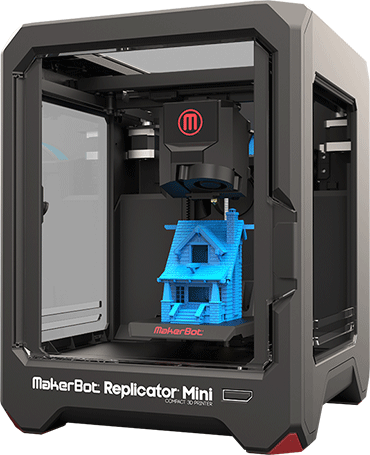 M
MakerBot
MakerBot Replicator Mini
COMPACT 3D PRINTER